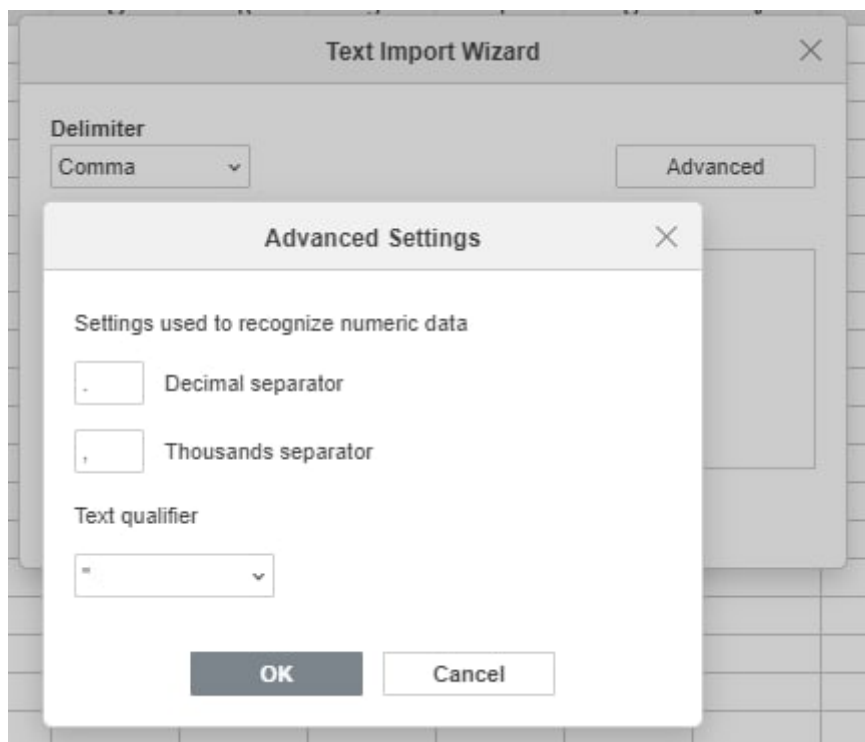 Text Import Wizard
Delimiter
Comma
Advanced
Advanced Settings
Settings used to recognize numeric data
. Decimal separator
, Thousands separator
Text qualifier
"
OK Cancel